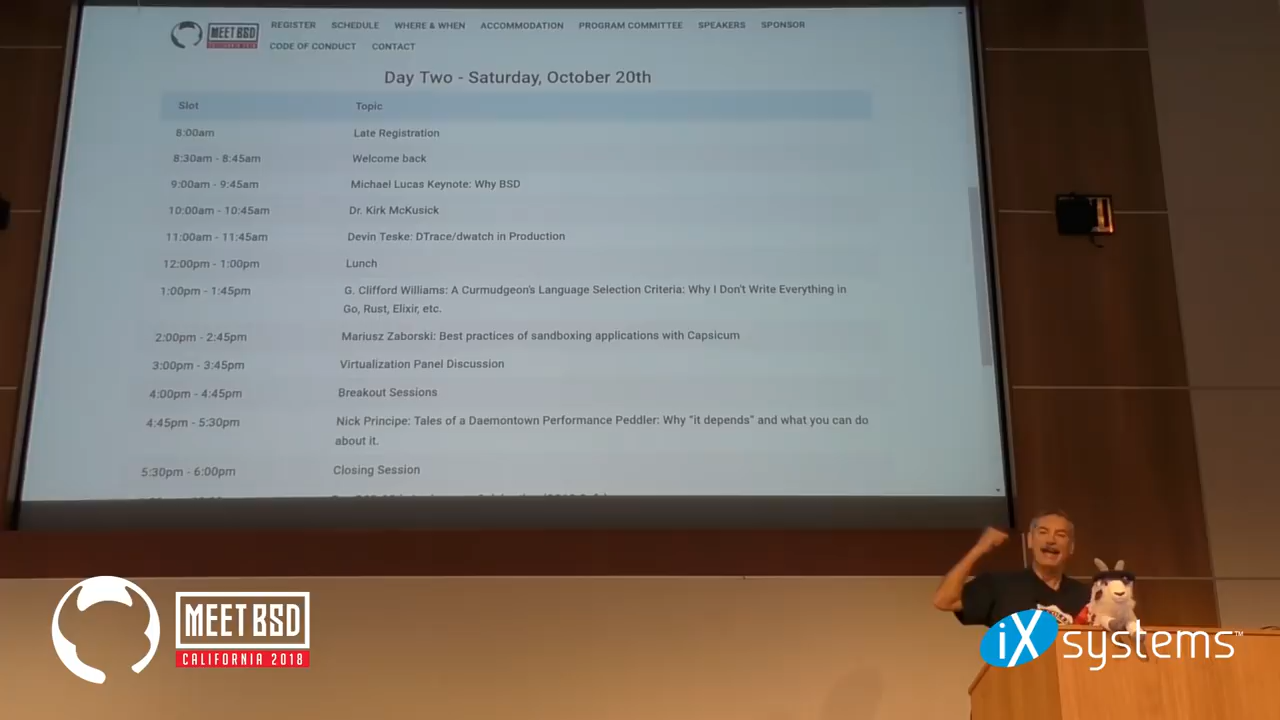 MEET BSD
CALIFORNIA 2018
REGISTER SCHEDULE WHERE & WHEN ACCOMMODATION PROGRAM COMMITTEE SPEAKERS SPONSOR
CODE OF CONDUCT CONTACT
Day Two - Saturday, October 20th
Slot Topic
8:00am Late Registration
8:30am - 8:45am Welcome back
9:00am - 9:45am Michael Lucas Keynote: Why BSD
10:00am - 10:45am Dr. Kirk McKusick
11:00am - 11:45am Devin Teske: DTrace/dwatch in Production
12:00pm - 1:00pm Lunch
1:00pm - 1:45pm G. Clifford Williams: A Curmudgeon's Language Selection Criteria: Why I Don't Write Everything in
Go, Rust, Elixir, etc.
2:00pm - 2:45pm Mariusz Zaborski: Best practices of sandboxing applications with Capsicum
3:00pm - 3:45pm Virtualization Panel Discussion
4:00pm - 4:45pm Breakout Sessions
4:45pm - 5:30pm Nick Principe: Tales of a Daemontown Performance Peddler: Why "it depends" and what you can do
about it.
5:30pm - 6:00pm Closing Session
MEET BSD
CALIFORNIA 2018
iX systems™